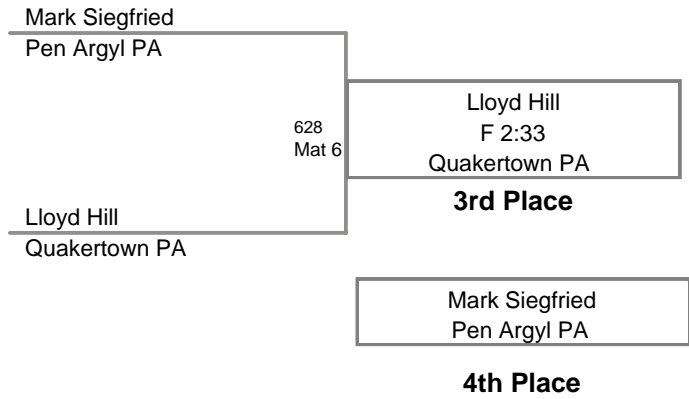 Mark Siegfried
Pen Argyl PA
Lloyd Hill
F 2:33
Quakertown PA
628
Mat 6
3rd Place
Lloyd Hill
Quakertown PA
Mark Siegfried
Pen Argyl PA
4th Place